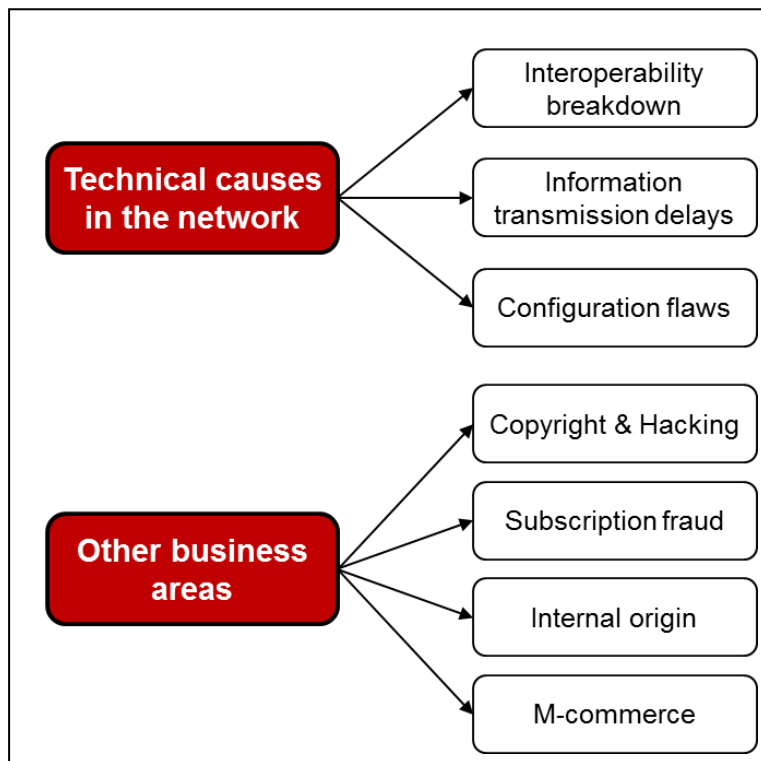 Interoperability
breakdown
Technical causes
in the network
Information
transmission delays
Configuration flaws
Copyright & Hacking
Subscription fraud
Other business
areas
Internal origin
M-commerce